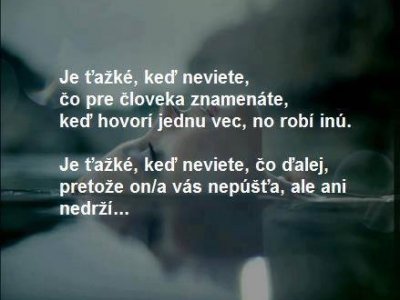 Je ťažké, keď neviete,
čo pre človeka znamenáte,
keď hovorí jednu vec, no robí inú.
Je ťažké, keď neviete, čo ďalej,
pretože on/a vás nepúšťa, ale ani
nedrží...